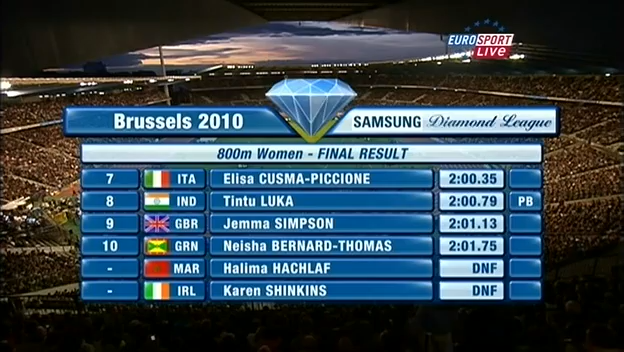 EUROSPORT
LIVE
Brussels 2010
SAMSUNG Diamond League
800m Women - FINAL RESULT
7 ITA Elisa CUSMA-PICCIONE 2:00.35
8 IND Tintu LUKA 2:00.79 PB
9 GBR Jemma SIMPSON 2:01.13
10 GRN Neisha BERNARD-THOMAS 2:01.75
- MAR Halima HACHLAF DNF
- IRL Karen SHINKINS DNF